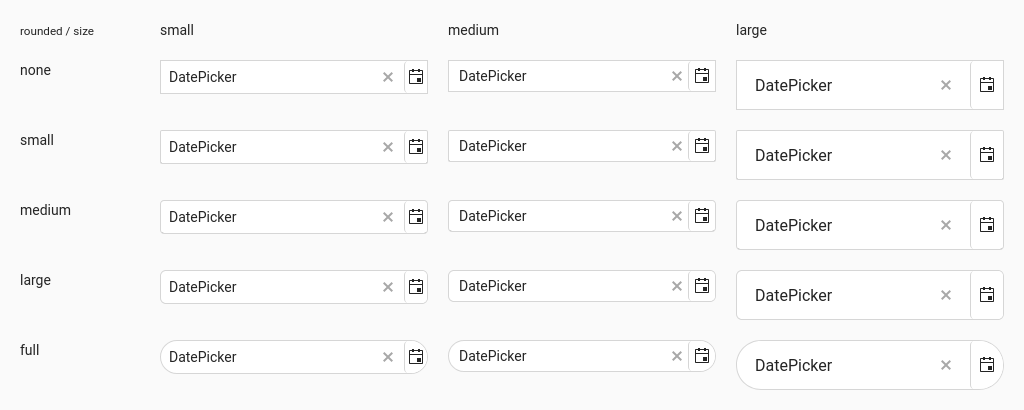 rounded / size small medium large
none DatePicker DatePicker DatePicker
small DatePicker DatePicker DatePicker
medium DatePicker DatePicker DatePicker
large DatePicker DatePicker DatePicker
full DatePicker DatePicker DatePicker